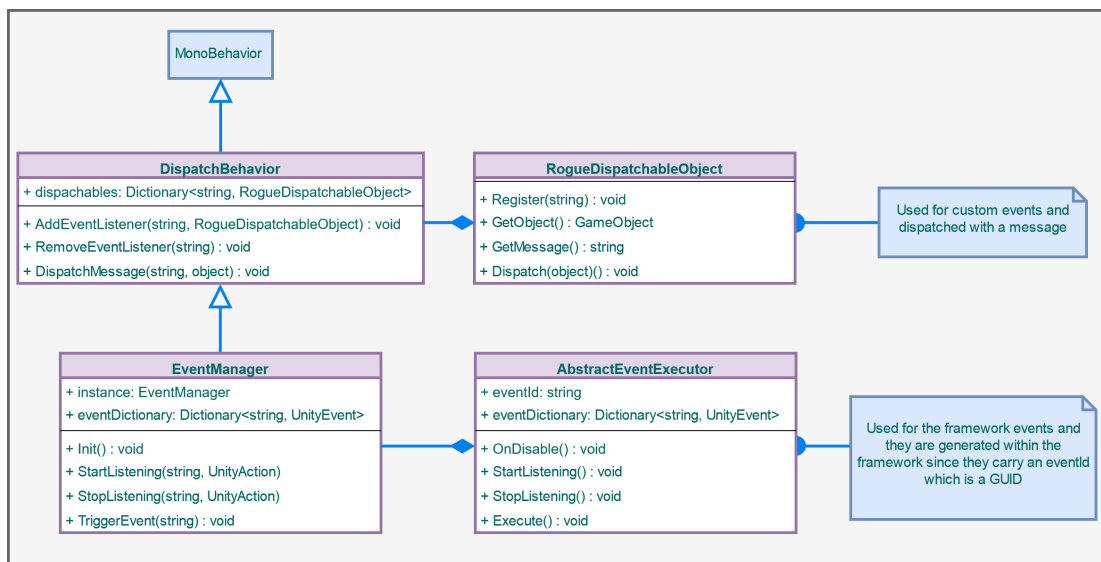 MonoBehavior
DispatchBehavior
+ dispachables: Dictionary<string, RogueDispatchableObject>
+ AddEventListener(string, RogueDispatchableObject) : void
+ RemoveEventListener(string) : void
+ DispatchMessage(string, object) : void
RogueDispatchableObject
+ Register(string) : void
+ GetObject() : GameObject
+ GetMessage() : string
+ Dispatch(object)() : void
Used for custom events and
dispatched with a message
EventManager
+ instance: EventManager
+ eventDictionary: Dictionary<string, UnityEvent>
+ Init() : void
+ StartListening(string, UnityAction)
+ StopListening(string, UnityAction)
+ TriggerEvent(string) : void
AbstractEventExecutor
+ eventId: string
+ eventDictionary: Dictionary<string, UnityEvent>
+ OnDisable() : void
+ StartListening() : void
+ StopListening() : void
+ Execute() : void
Used for the framework events and
they are generated within the
framework since they carry an eventId
which is a GUID